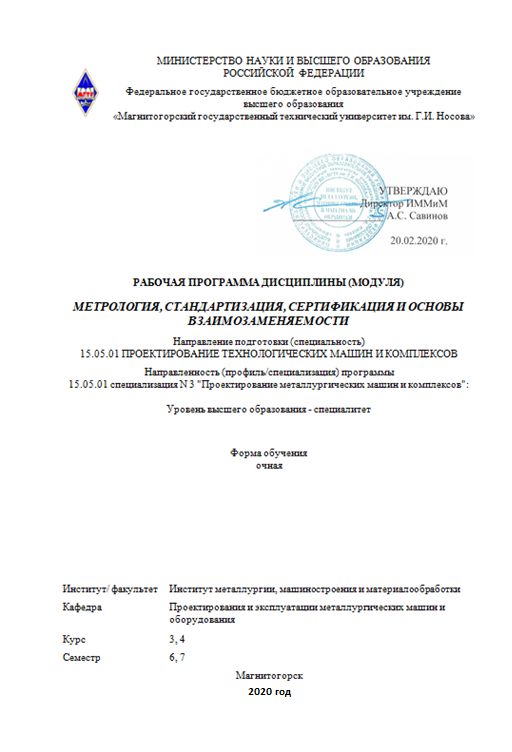 МИНИСТЕРСТВО НАУКИ И ВЫСШЕГО ОБРАЗОВАНИЯ
РОССИЙСКОЙ ФЕДЕРАЦИИ
Федеральное государственное бюджетное образовательное учреждение
высшего образования
«Магнитогорский государственный технический университет им. Г.И. Носова»
УТВЕРЖДАЮ
Директор ИММиМ
А.С. Савинов
20.02.2020 г.
РАБОЧАЯ ПРОГРАММА ДИСЦИПЛИНЫ (МОДУЛЯ)
МЕТРОЛОГИЯ, СТАНДАРТИЗАЦИЯ, СЕРТИФИКАЦИЯ И ОСНОВЫ
ВЗАИМОЗАМЕНЯЕМОСТИ
Направление подготовки (специальность)
15.05.01 ПРОЕКТИРОВАНИЕ ТЕХНОЛОГИЧЕСКИХ МАШИН И КОМПЛЕКСОВ
Направленность (профиль/специализация) программы
15.05.01 специализация N 3 "Проектирование металлургических машин и комплексов":
Уровень высшего образования - специалитет
Форма обучения
очная
Институт/ факультет Институт металлургии, машиностроения и материалообработки
Кафедра Проектирования и эксплуатации металлургических машин и
оборудования
Курс 3, 4
Семестр 6, 7
Магнитогорск
2020 год